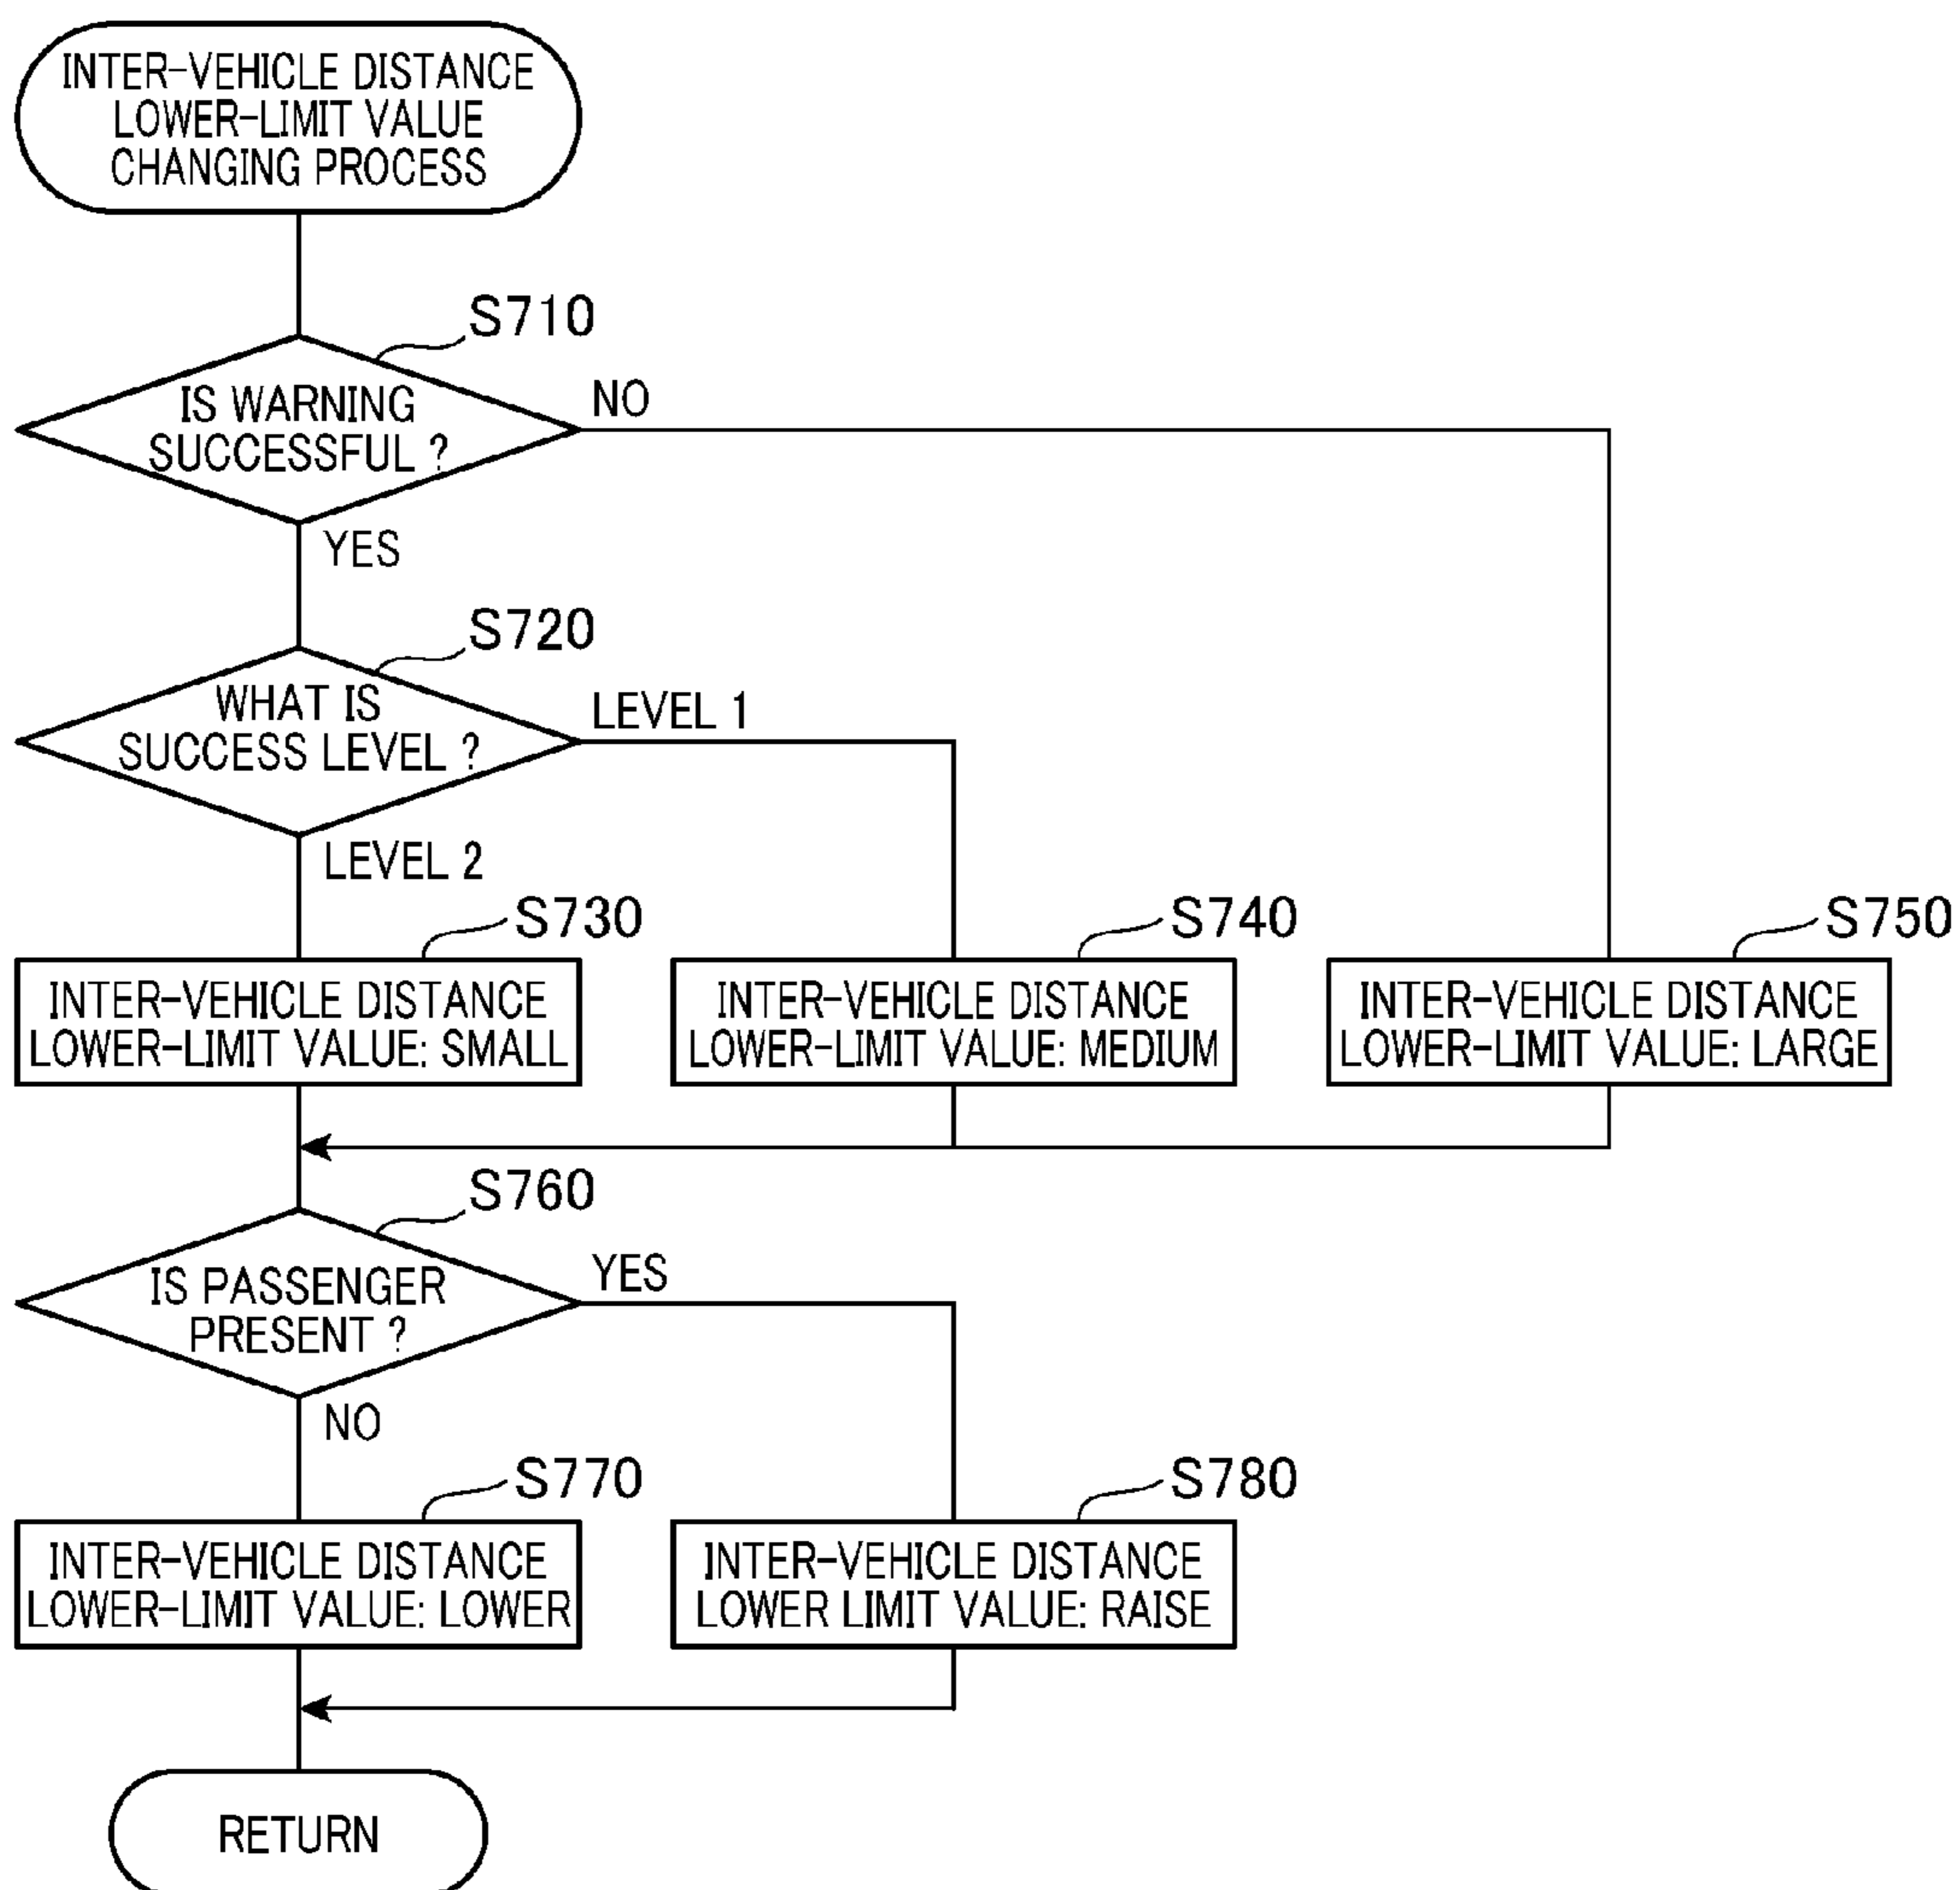 INTER-VEHICLE DISTANCE
LOWER-LIMIT VALUE
CHANGING PROCESS
S710
IS WARNING
SUCCESSFUL ?
NO
YES
S720
WHAT IS
SUCCESS LEVEL ?
LEVEL 1
LEVEL 2
S730
INTER-VEHICLE DISTANCE
LOWER-LIMIT VALUE: SMALL
S740
INTER-VEHICLE DISTANCE
LOWER-LIMIT VALUE: MEDIUM
S750
INTER-VEHICLE DISTANCE
LOWER-LIMIT VALUE: LARGE
S760
IS PASSENGER
PRESENT ?
YES
NO
S770
INTER-VEHICLE DISTANCE
LOWER-LIMIT VALUE: LOWER
S780
INTER-VEHICLE DISTANCE
LOWER LIMIT VALUE: RAISE
RETURN